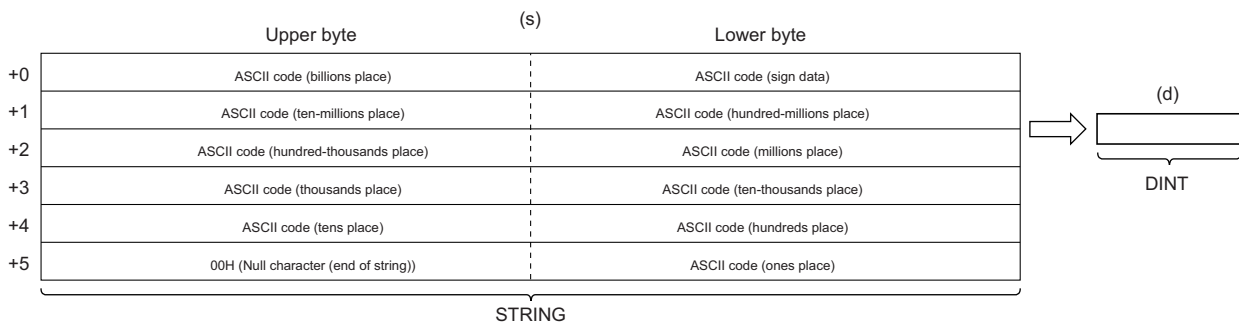 (s)
Upper byte Lower byte
+0 ASCII code (billions place) ASCII code (sign data)
+1 ASCII code (ten-millions place) ASCII code (hundred-millions place)
+2 ASCII code (hundred-thousands place) ASCII code (millions place)
+3 ASCII code (thousands place) ASCII code (ten-thousands place)
+4 ASCII code (tens place) ASCII code (hundreds place)
+5 00H (Null character (end of string)) ASCII code (ones place)
STRING
(d)
DINT